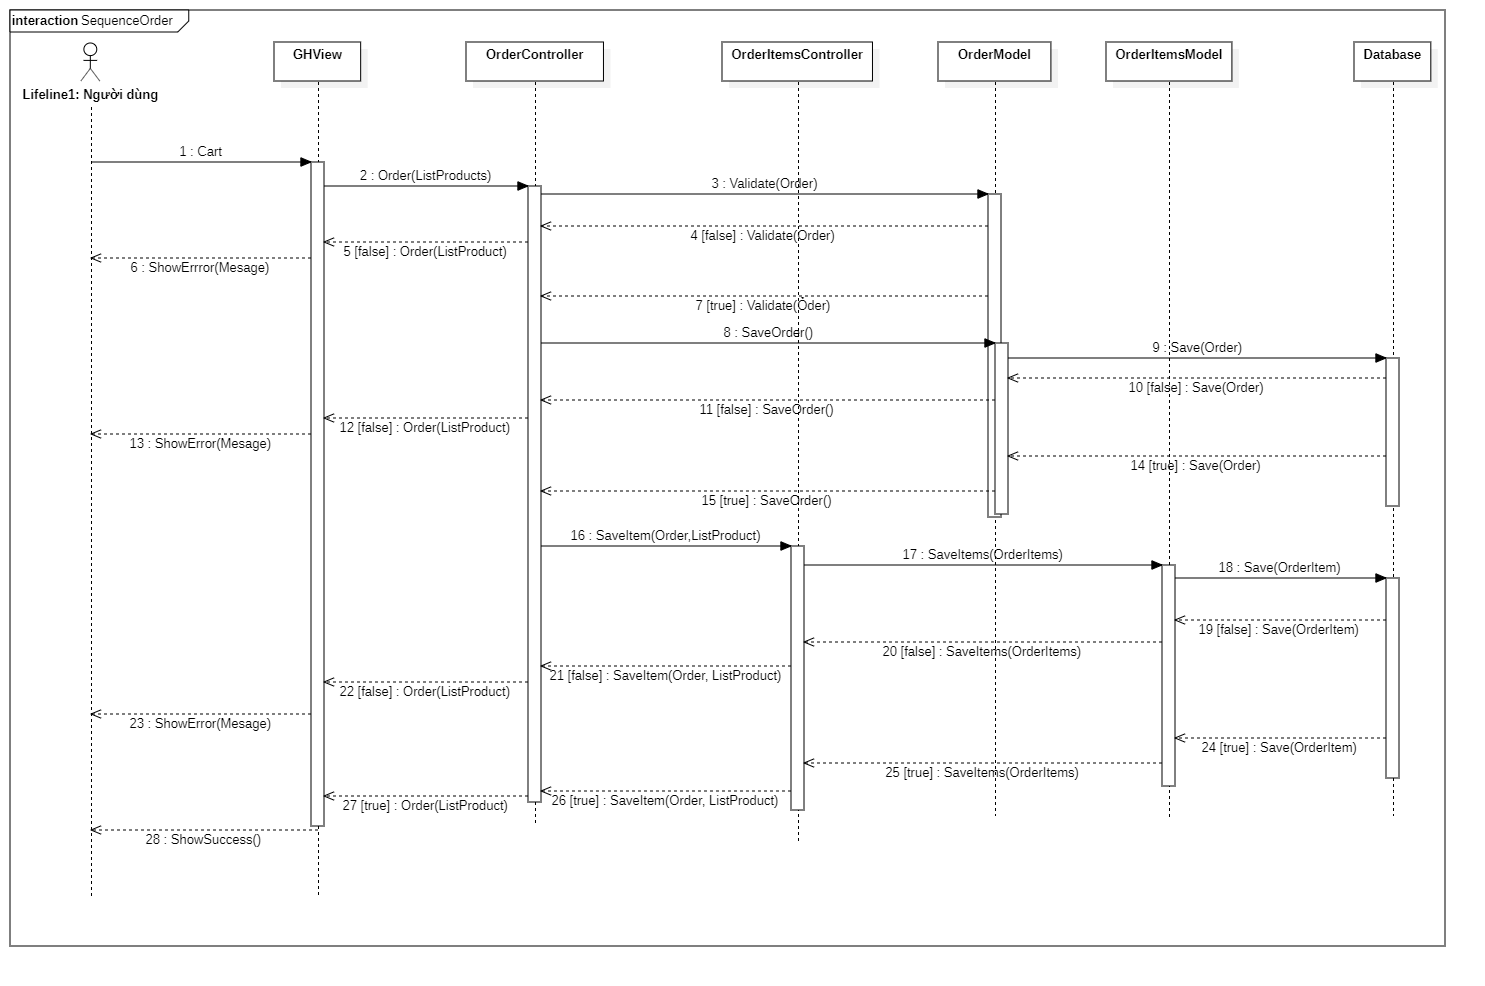 interaction SequenceOrder
GHView
OrderController
OrderItemsController
OrderModel
OrderItemsModel
Database
Lifeline1: Người dùng
1 : Cart
2 : Order(ListProducts)
3 : Validate(Order)
4 [false] : Validate(Order)
5 [false] : Order(ListProduct)
6 : ShowErrror(Mesage)
7 [true] : Validate(Oder)
8 : SaveOrder()
9 : Save(Order)
10 [false] : Save(Order)
11 [false] : SaveOrder()
12 [false] : Order(ListProduct)
13 : ShowError(Mesage)
14 [true] : Save(Order)
15 [true] : SaveOrder()
16 : SaveItem(Order,ListProduct)
17 : SaveItems(OrderItems)
18 : Save(OrderItem)
19 [false] : Save(OrderItem)
20 [false] : SaveItems(OrderItems)
21 [false] : SaveItem(Order, ListProduct)
22 [false] : Order(ListProduct)
23 : ShowError(Mesage)
24 [true] : Save(OrderItem)
25 [true] : SaveItems(OrderItems)
26 [true] : SaveItem(Order, ListProduct)
27 [true] : Order(ListProduct)
28 : ShowSuccess()